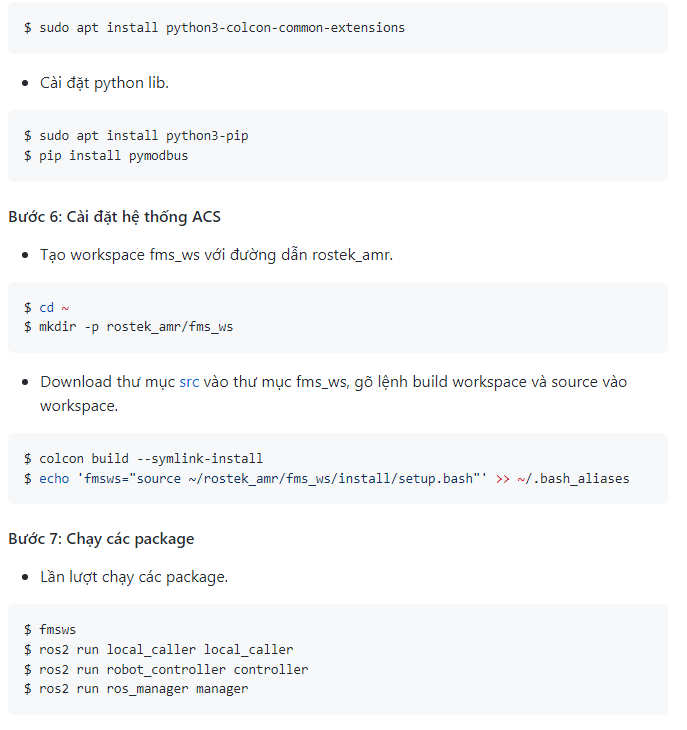 $ sudo apt install python3-colcon-common-extensions
Cài đặt python lib.
$ sudo apt install python3-pip
$ pip install pymodbus
Bước 6: Cài đặt hệ thống ACS
Tạo workspace fms_ws với đường dẫn rostek_amr.
$ cd ~
$ mkdir -p rostek_amr/fms_ws
Download thư mục src vào thư mục fms_ws, gõ lệnh build workspace và source vào
workspace.
$ colcon build --symlink-install
$ echo 'fmsws="source ~/rostek_amr/fms_ws/install/setup.bash"' >> ~/.bash_aliases
Bước 7: Chạy các package
Lần lượt chạy các package.
$ fmsws
$ ros2 run local_caller local_caller
$ ros2 run robot_controller controller
$ ros2 run ros_manager manager